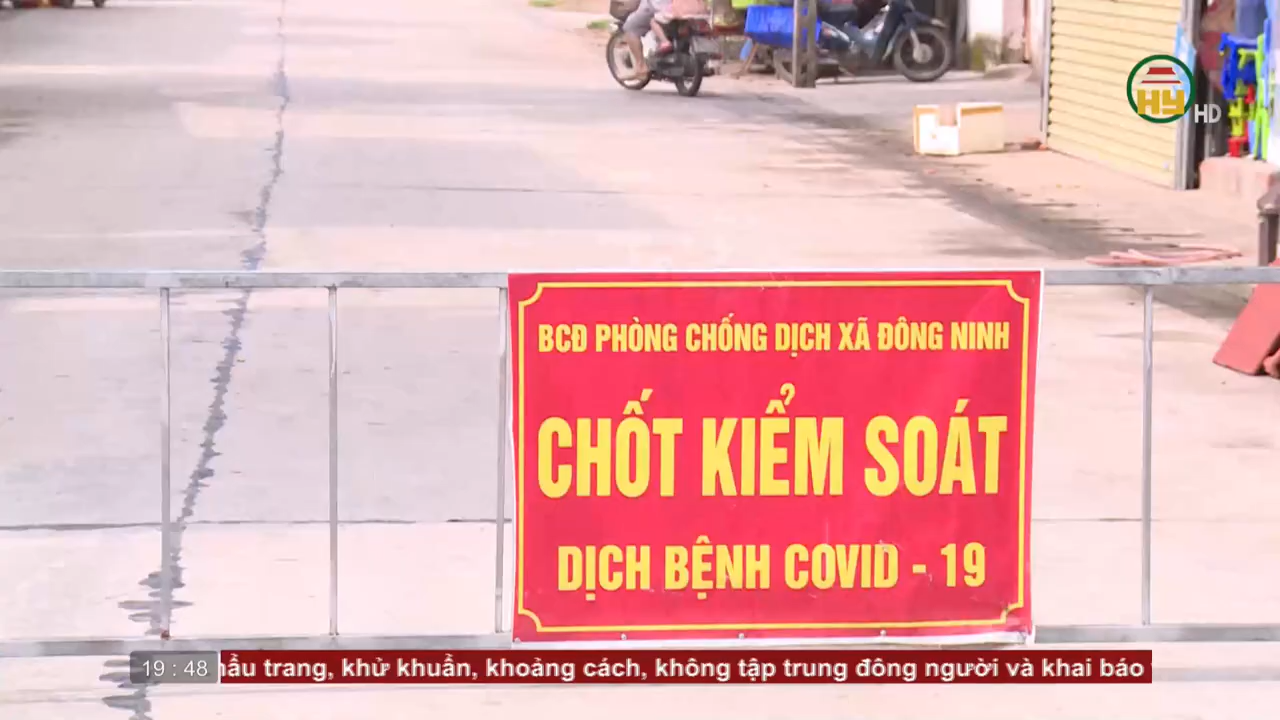 HY HD
BCĐ PHÒNG CHỐNG DỊCH XÃ ĐÔNG NINH
CHỐT KIỂM SOÁT
DỊCH BỆNH COVID - 19
19 : 48
trang, khử khuẩn, khoảng cách, không tập trung đông người và khai báo